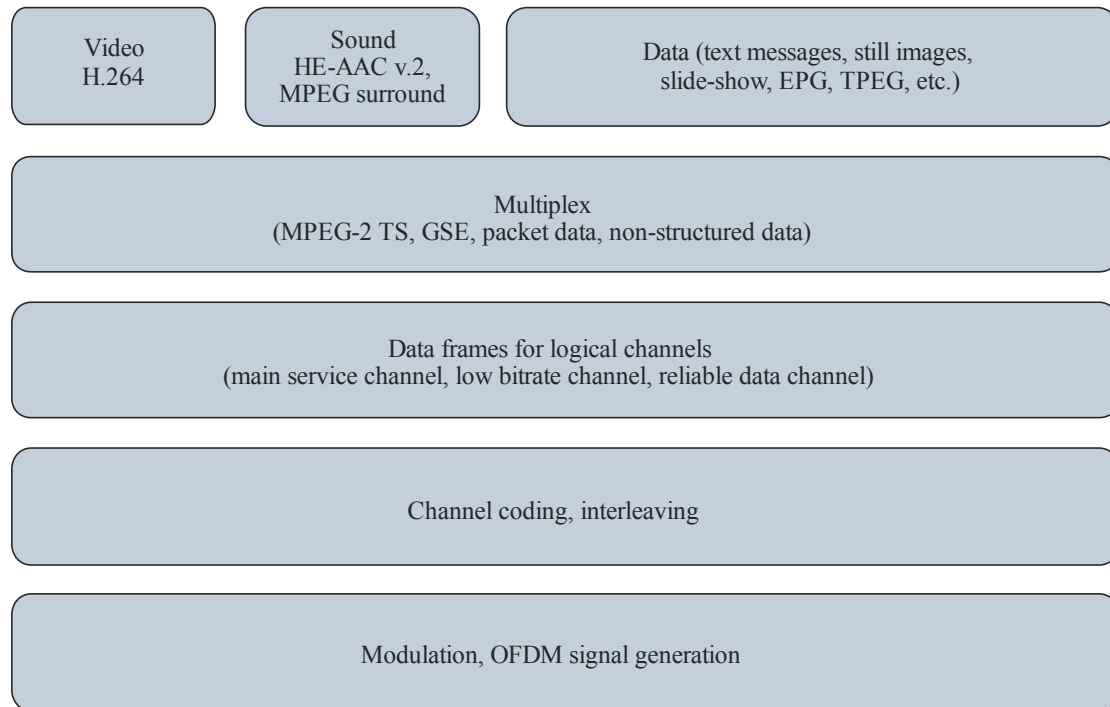 Video
H.264
Sound
HE-AAC v.2,
MPEG surround
Data (text messages, still images,
slide-show, EPG, TPEG, etc.)
Multiplex
(MPEG-2 TS, GSE, packet data, non-structured data)
Data frames for logical channels
(main service channel, low bitrate channel, reliable data channel)
Channel coding, interleaving
Modulation, OFDM signal generation